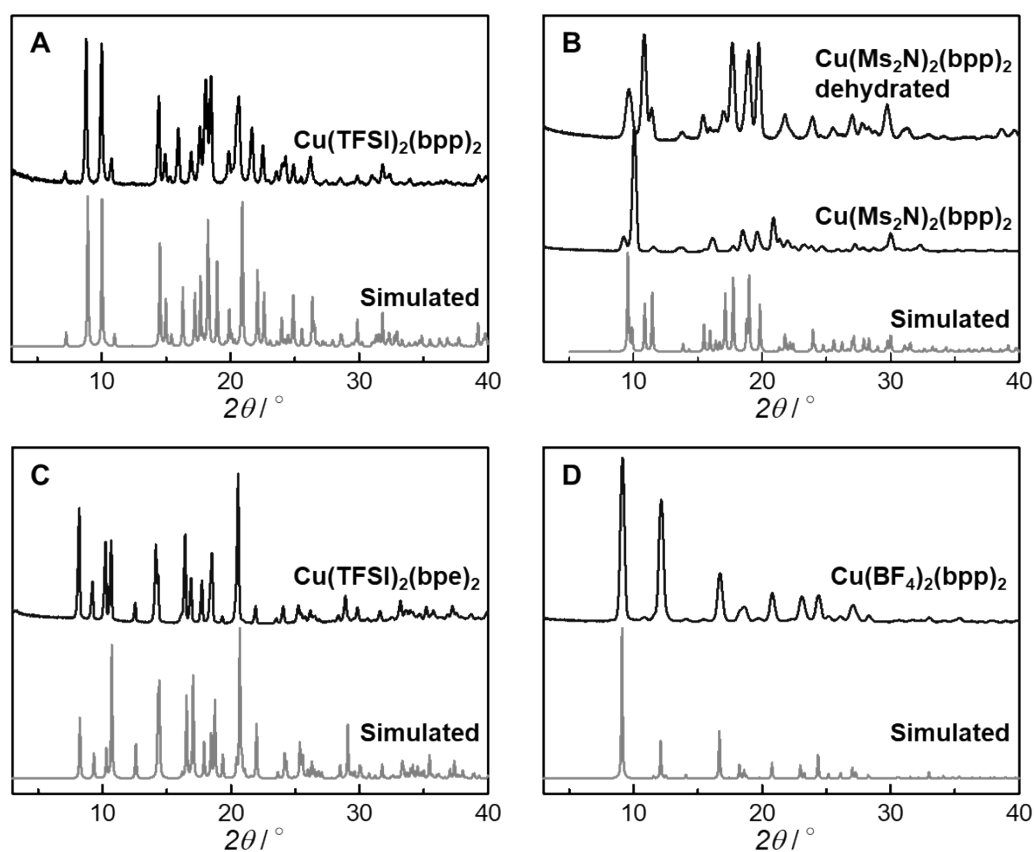 A
Cu(TFSI)₂(bpp)₂
Simulated
10 20 30 40
2θ / °
B
Cu(Ms₂N)₂(bpp)₂
dehydrated
Cu(Ms₂N)₂(bpp)₂
Simulated
10 20 30 40
2θ / °
C
Cu(TFSI)₂(bpe)₂
Simulated
10 20 30 40
2θ / °
D
Cu(BF₄)₂(bpp)₂
Simulated
10 20 30 40
2θ / °